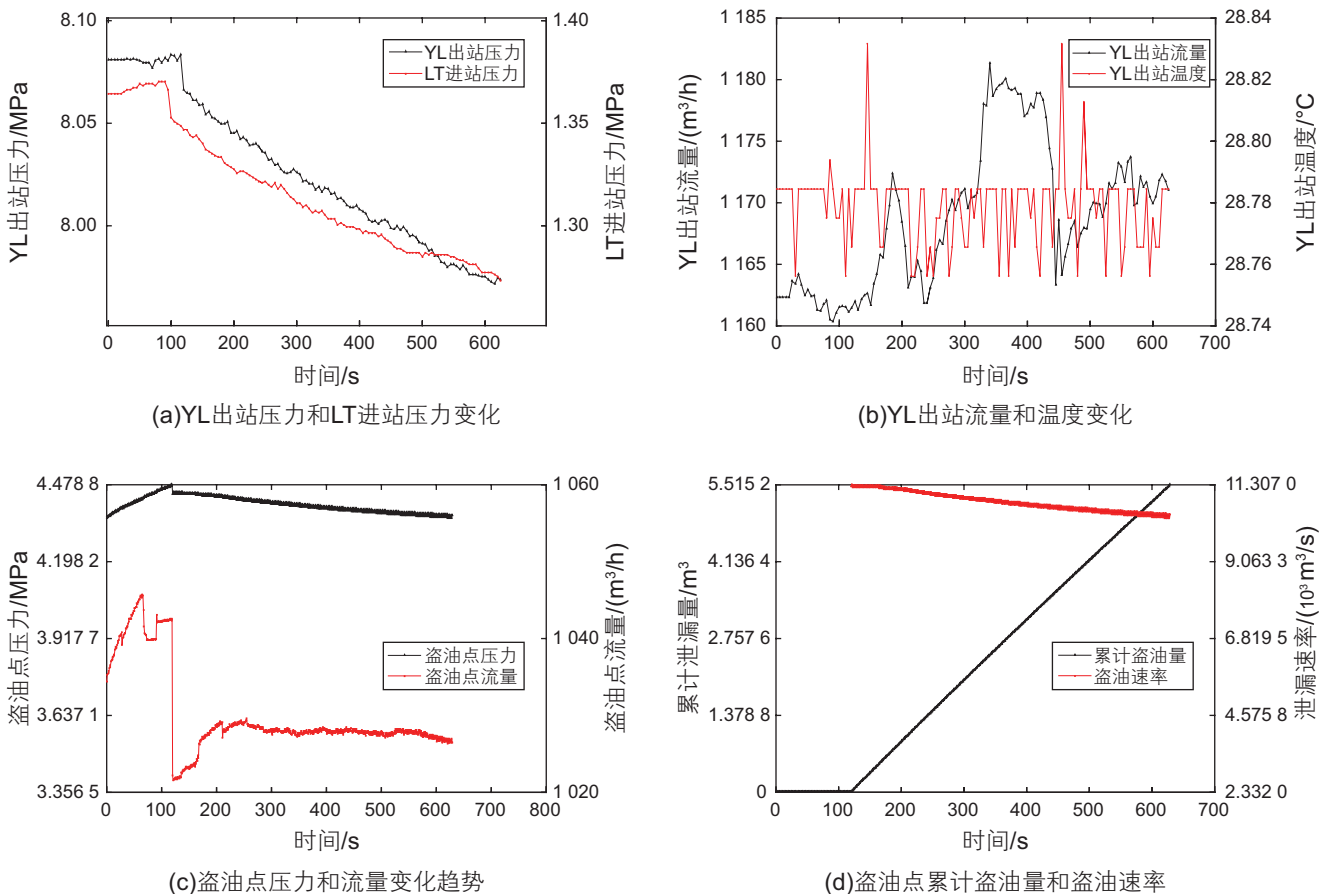 8.10
8.05
8.00
YL出站压力/MPa
1.40
1.35
1.30
LT进站压力/MPa
YL出站压力
LT进站压力
0 100 200 300 400 500 600
时间/s
(a)YL出站压力和LT进站压力变化
1 185
1 180
1 175
1 170
1 165
1 160
YL出站流量/(m³/h)
28.84
28.82
28.80
28.78
28.76
28.74
YL出站温度/°C
YL出站流量
YL出站温度
0 100 200 300 400 500 600 700
时间/s
(b)YL出站流量和温度变化
4.478 8
4.198 2
3.917 7
3.637 1
3.356 5
盗油点压力/MPa
1 060
1 040
1 020
盗油点流量/(m³/h)
盗油点压力
盗油点流量
0 100 200 300 400 500 600 700 800
时间/s
(c)盗油点压力和流量变化趋势
5.515 2
4.136 4
2.757 6
1.378 8
0
累计泄漏量/m³
11.307 0
9.063 3
6.819 5
4.575 8
2.332 0
泄漏速率/(10³m³/s)
累计盗油量
盗油速率
0 100 200 300 400 500 600 700
时间/s
(d)盗油点累计盗油量和盗油速率